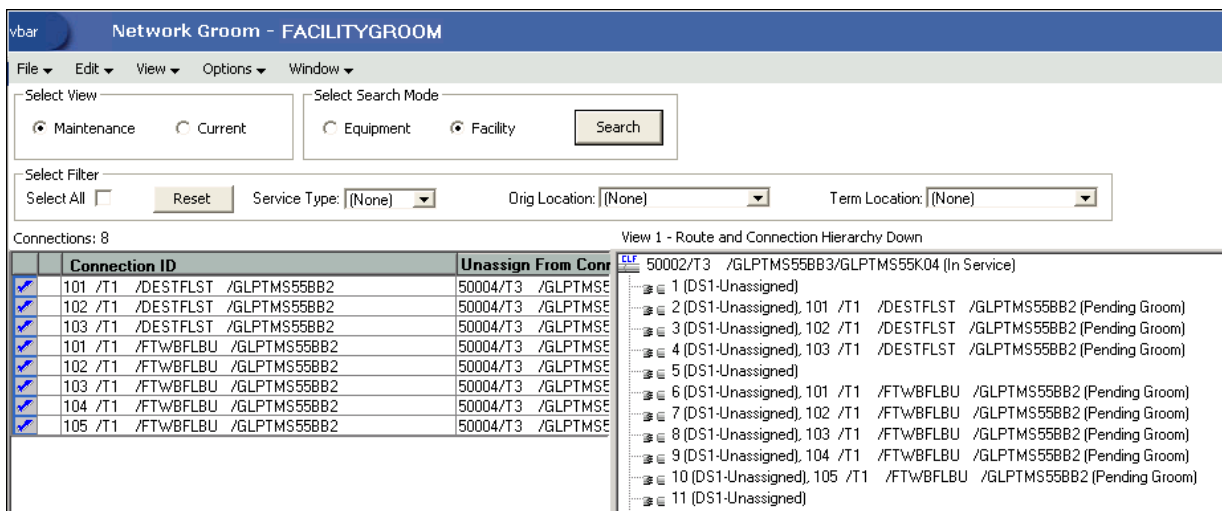 vbar Network Groom - FACILITYGROOM
File Edit View Options Window
Select View
Maintenance Current
Select Search Mode
Equipment Facility Search
Select Filter
Select All Reset Service Type: (None) Orig Location: (None) Term Location: (None)
Connections: 8
Connection ID Unassign From Conn
101 /T1 /DESTFLST /GLPTMS55BB2 50004/T3 /GLPTMS5
102 /T1 /DESTFLST /GLPTMS55BB2 50004/T3 /GLPTMS5
103 /T1 /DESTFLST /GLPTMS55BB2 50004/T3 /GLPTMS5
101 /T1 /FTWBFLBU /GLPTMS55BB2 50004/T3 /GLPTMS5
102 /T1 /FTWBFLBU /GLPTMS55BB2 50004/T3 /GLPTMS5
103 /T1 /FTWBFLBU /GLPTMS55BB2 50004/T3 /GLPTMS5
104 /T1 /FTWBFLBU /GLPTMS55BB2 50004/T3 /GLPTMS5
105 /T1 /FTWBFLBU /GLPTMS55BB2 50004/T3 /GLPTMS5
View 1 - Route and Connection Hierarchy Down
CLF 50002/T3 /GLPTMS55BB3/GLPTMS55K04 (In Service)
1 (DS1-Unassigned)
2 (DS1-Unassigned), 101 /T1 /DESTFLST /GLPTMS55BB2 (Pending Groom)
3 (DS1-Unassigned), 102 /T1 /DESTFLST /GLPTMS55BB2 (Pending Groom)
4 (DS1-Unassigned), 103 /T1 /DESTFLST /GLPTMS55BB2 (Pending Groom)
5 (DS1-Unassigned)
6 (DS1-Unassigned), 101 /T1 /FTWBFLBU /GLPTMS55BB2 (Pending Groom)
7 (DS1-Unassigned), 102 /T1 /FTWBFLBU /GLPTMS55BB2 (Pending Groom)
8 (DS1-Unassigned), 103 /T1 /FTWBFLBU /GLPTMS55BB2 (Pending Groom)
9 (DS1-Unassigned), 104 /T1 /FTWBFLBU /GLPTMS55BB2 (Pending Groom)
10 (DS1-Unassigned), 105 /T1 /FTWBFLBU /GLPTMS55BB2 (Pending Groom)
11 (DS1-Unassigned)